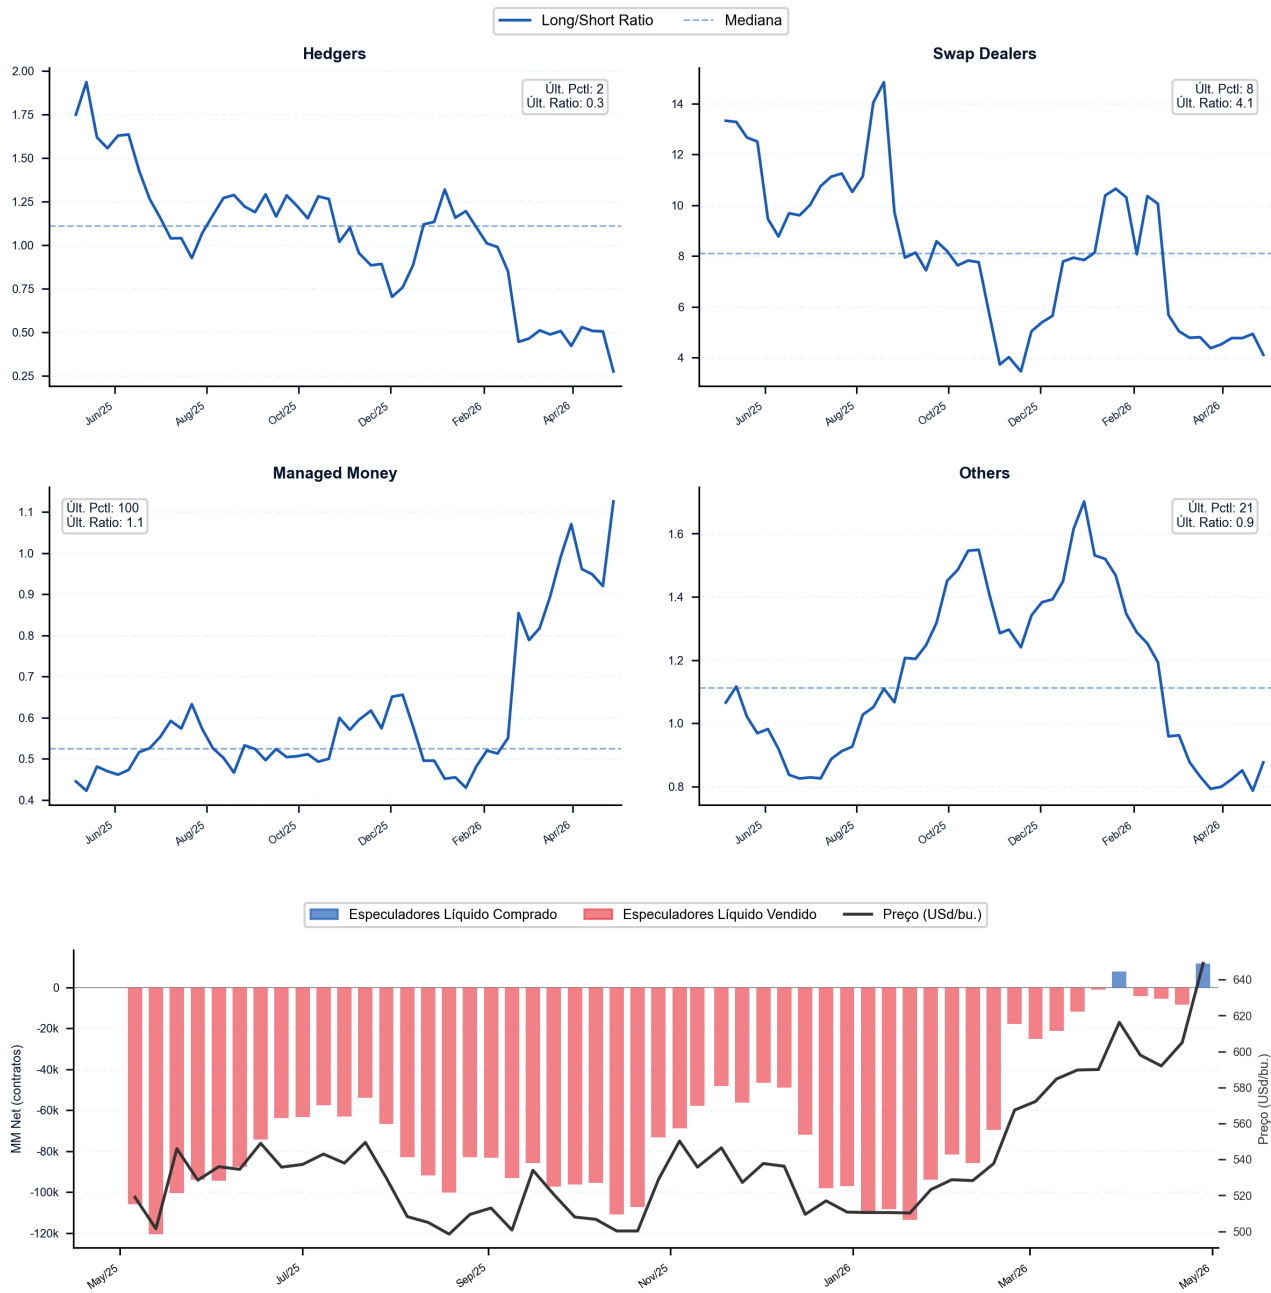 Long/Short Ratio
Mediana
Hedgers
Últ. Pctl: 2
Últ. Ratio: 0.3
2.00
1.75
1.50
1.25
1.00
0.75
0.50
0.25
Jun/25
Aug/25
Oct/25
Dec/25
Feb/26
Apr/26
Swap Dealers
Últ. Pctl: 8
Últ. Ratio: 4.1
14
12
10
8
6
4
Jun/25
Aug/25
Oct/25
Dec/25
Feb/26
Apr/26
Managed Money
Últ. Pctl: 100
Últ. Ratio: 1.1
1.1
1.0
0.9
0.8
0.7
0.6
0.5
0.4
Jun/25
Aug/25
Oct/25
Dec/25
Feb/26
Apr/26
Others
Últ. Pctl: 21
Últ. Ratio: 0.9
1.6
1.4
1.2
1.0
0.8
Jun/25
Aug/25
Oct/25
Dec/25
Feb/26
Apr/26
Especuladores Líquido Comprado
Especuladores Líquido Vendido
Preço (USd/bu.)
MM Net (contratos)
0
-20k
-40k
-60k
-80k
-100k
-120k
640
620
600
580
560
540
520
500
Preço (USd/bu.)
May/25
Jul/25
Sep/25
Nov/25
Jan/26
Mar/26
May/26